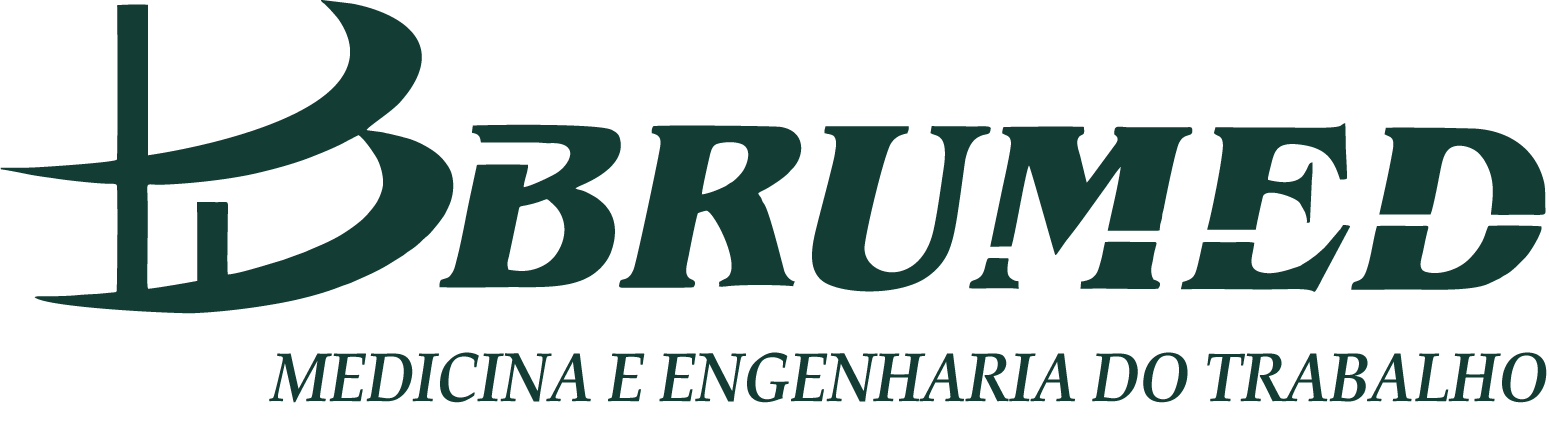 BRUMED
MEDICINA E ENGENHARIA DO TRABALHO